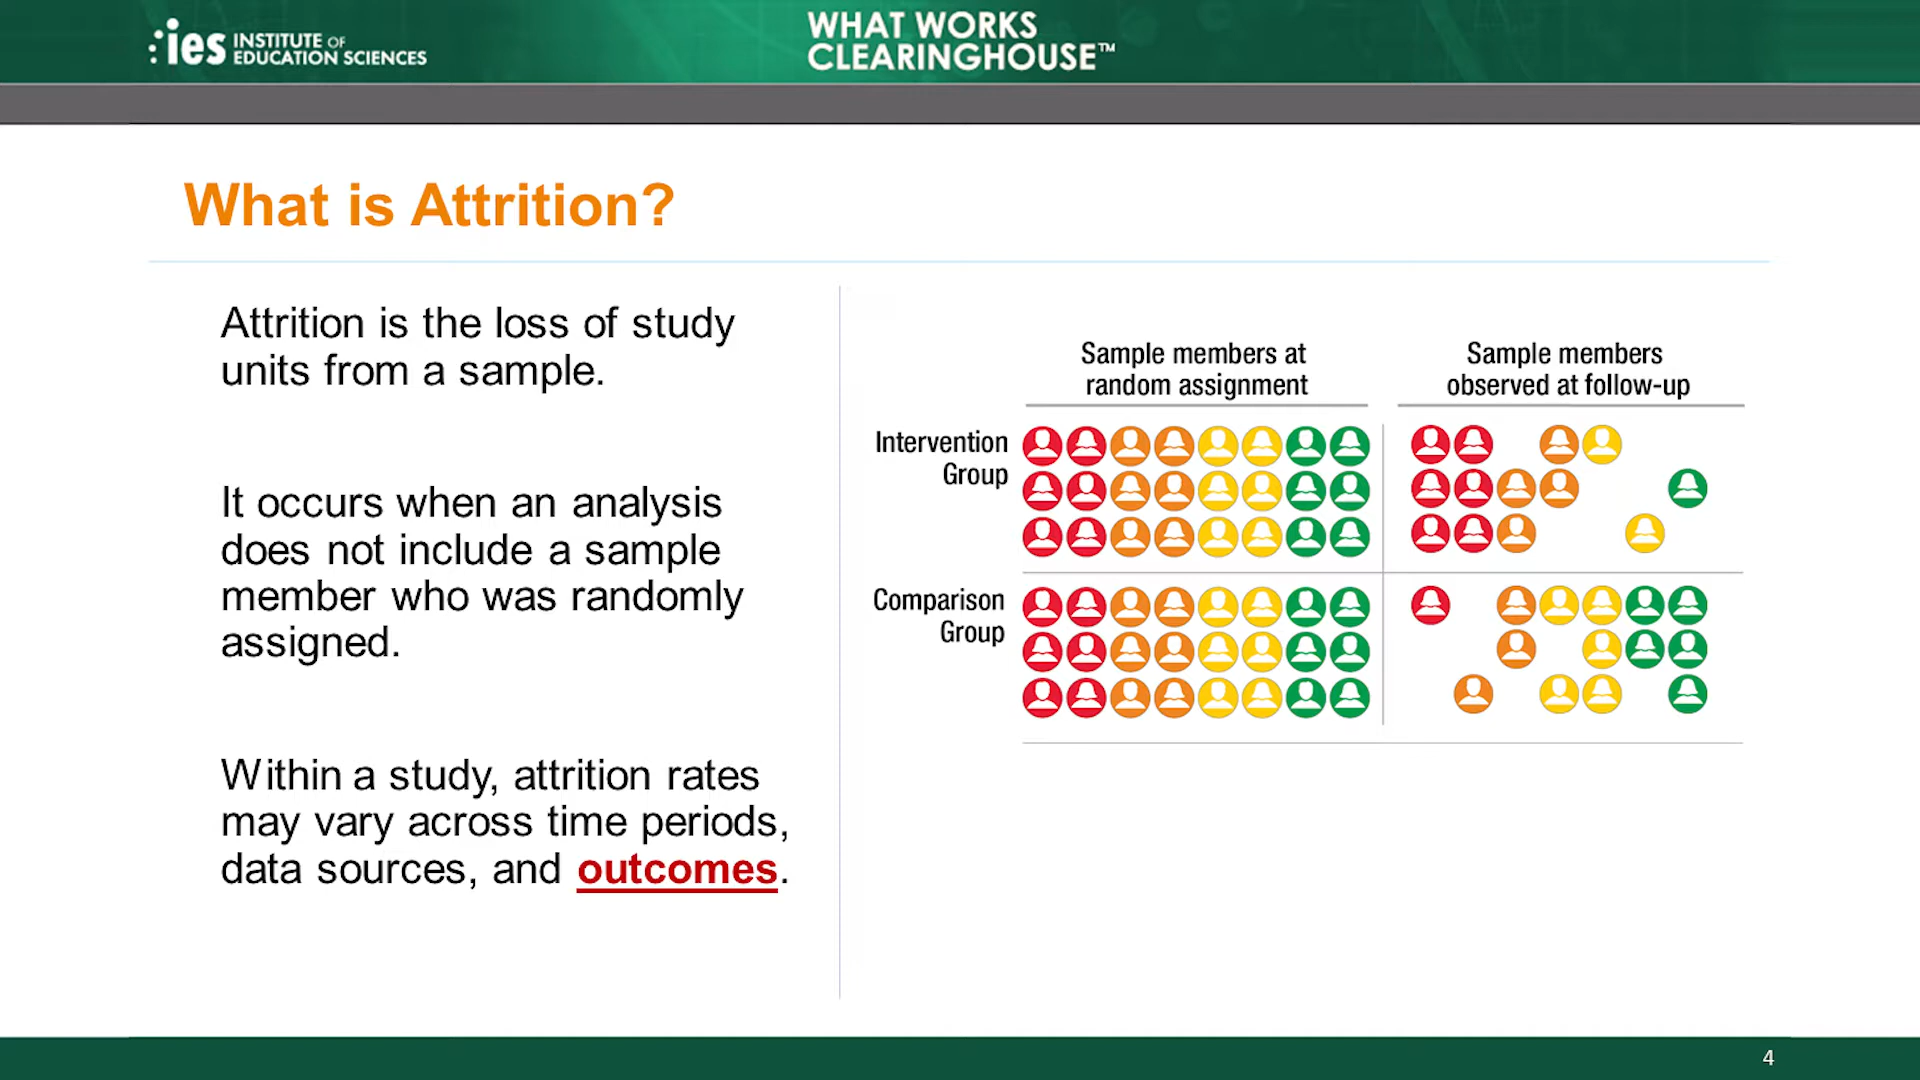 ies INSTITUTE OF
EDUCATION SCIENCES
WHAT WORKS
CLEARINGHOUSE™
What is Attrition?
Attrition is the loss of study
units from a sample.
It occurs when an analysis
does not include a sample
member who was randomly
assigned.
Within a study, attrition rates
may vary across time periods,
data sources, and outcomes.
Sample members at
random assignment
Sample members
observed at follow-up
Intervention
Group
Comparison
Group
4